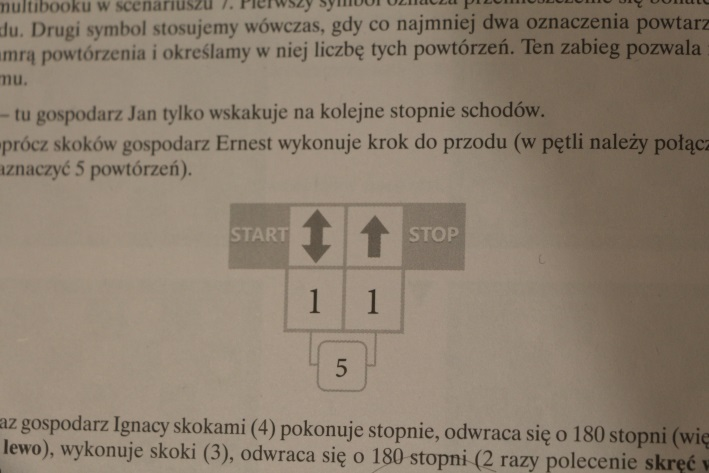 multibooku w scenariuszu 7. Pierwszy symbol oznacza przemieszczenie się
du. Drugi symbol stosujemy wówczas, gdy co najmniej dwa oznaczenia powtarz
amrą powtórzenia i określamy w niej liczbę tych powtórzeń. Ten zabieg pozwala
mu.
– tu gospodarz Jan tylko wskakuje na kolejne stopnie schodów.
oprócz skoków gospodarz Ernest wykonuje krok do przodu (w pętli należy połącz
aznaczyć 5 powtórzeń).
START STOP
1 1
5
az gospodarz Ignacy skokami (4) pokonuje stopnie, odwraca się o 180 stopni (wię
lewo), wykonuje skoki (3), odwraca się o 180 stopni (2 razy polecenie skręć